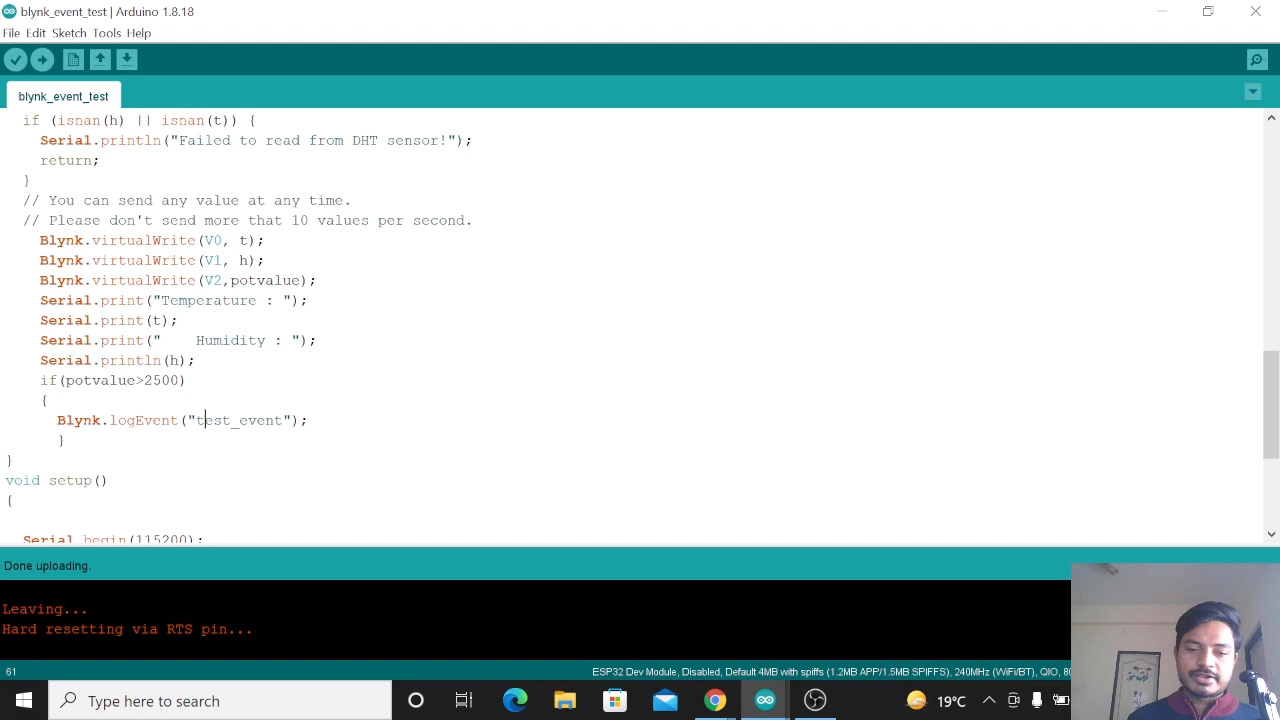 blynk_event_test | Arduino 1.8.18
File Edit Sketch Tools Help
blynk_event_test
if (isnan(h) || isnan(t)) {
Serial.println("Failed to read from DHT sensor!");
return;
}
// You can send any value at any time.
// Please don't send more that 10 values per second.
Blynk.virtualWrite(V0, t);
Blynk.virtualWrite(V1, h);
Blynk.virtualWrite(V2,potvalue);
Serial.print("Temperature : ");
Serial.print(t);
Serial.print("    Humidity : ");
Serial.println(h);
if(potvalue>2500)
{
Blynk.logEvent("test_event");
}
}
void setup()
{
Serial.begin(115200);
Done uploading.
Leaving...
Hard resetting via RTS pin...
61
ESP32 Dev Module, Disabled, Default 4MB with spiffs (1.2MB APP/1.5MB SPIFFS), 240MHz (WiFi/BT), QIO, 80
Type here to search
19°C